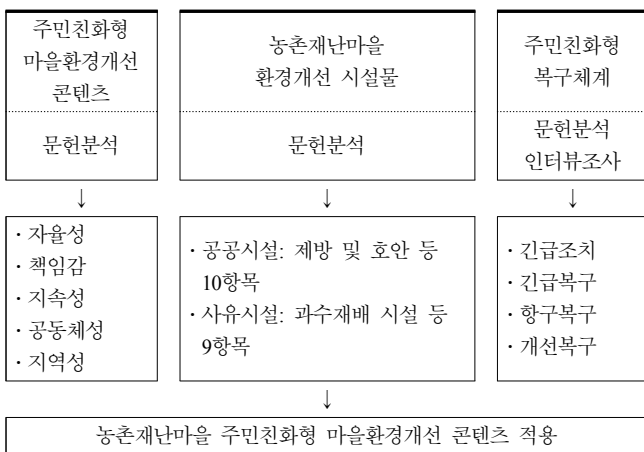 주민친화형
마을환경개선
콘텐츠
문헌분석
농촌재난마을
환경개선 시설물
문헌분석
주민친화형
복구체계
문헌분석
인터뷰조사
↓
↓
↓
· 자율성
· 책임감
· 지속성
· 공동체성
· 지역성
· 공공시설: 제방 및 호안 등
10항목
· 사유시설: 과수재배 시설 등
9항목
· 긴급조치
· 긴급복구
· 항구복구
· 개선복구
↓
농촌재난마을 주민친화형 마을환경개선 콘텐츠 적용